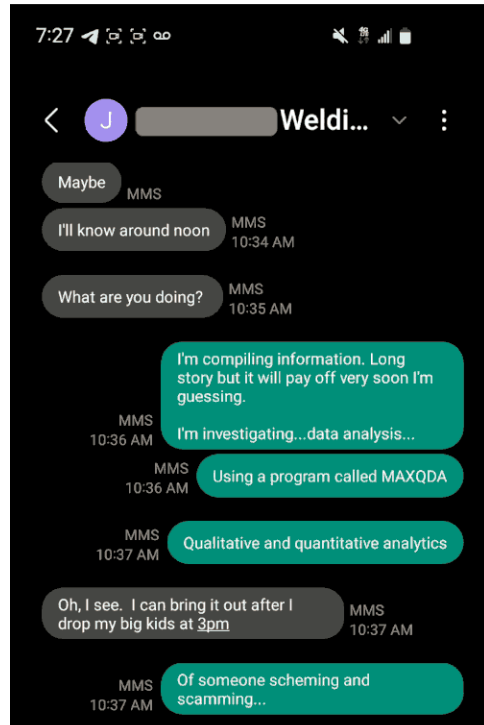 7:27
J Weldi...
Maybe
MMS
I'll know around noon
MMS
10:34 AM
What are you doing?
MMS
10:35 AM
I'm compiling information. Long
story but it will pay off very soon I'm
guessing.
I'm investigating...data analysis...
MMS
10:36 AM
MMS
10:36 AM
Using a program called MAXQDA
MMS
10:37 AM
Qualitative and quantitative analytics
Oh, I see.  I can bring it out after I
drop my big kids at 3pm
MMS
10:37 AM
MMS
10:37 AM
Of someone scheming and
scamming...